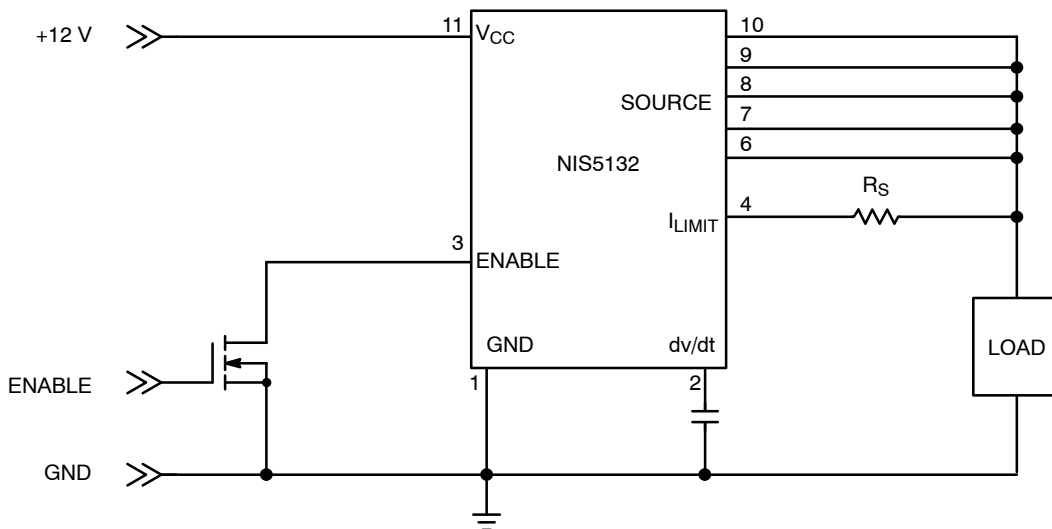 +12 V
11
V_CC
10
9
8
SOURCE
7
NIS5132
6
R_S
4
I_LIMIT
3
ENABLE
GND
dv/dt
LOAD
ENABLE
1
2
GND